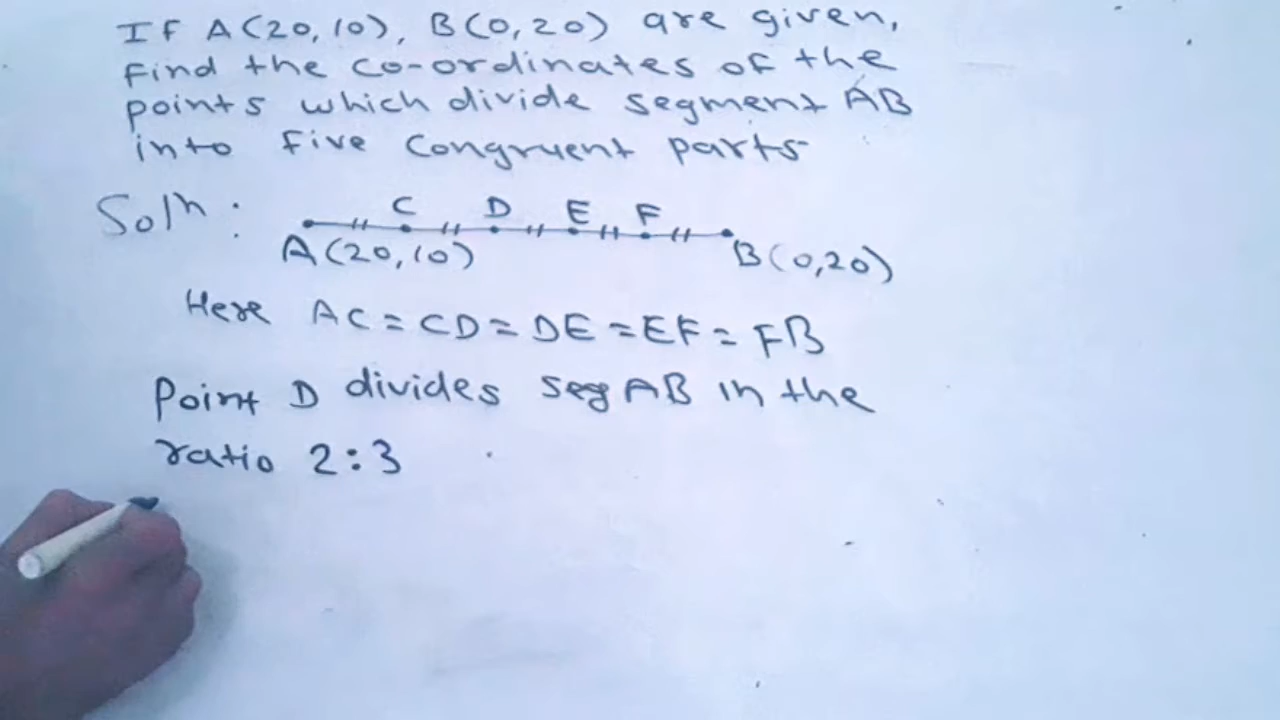 If A(20,10), B(0,20) are given,
Find the co-ordinates of the
points which divide segment AB
into five congruent parts
Solh:
C D E F
A(20,10) B(0,20)
Here AC=CD=DE=EF=FB
Point D divides seg AB in the
ratio 2:3